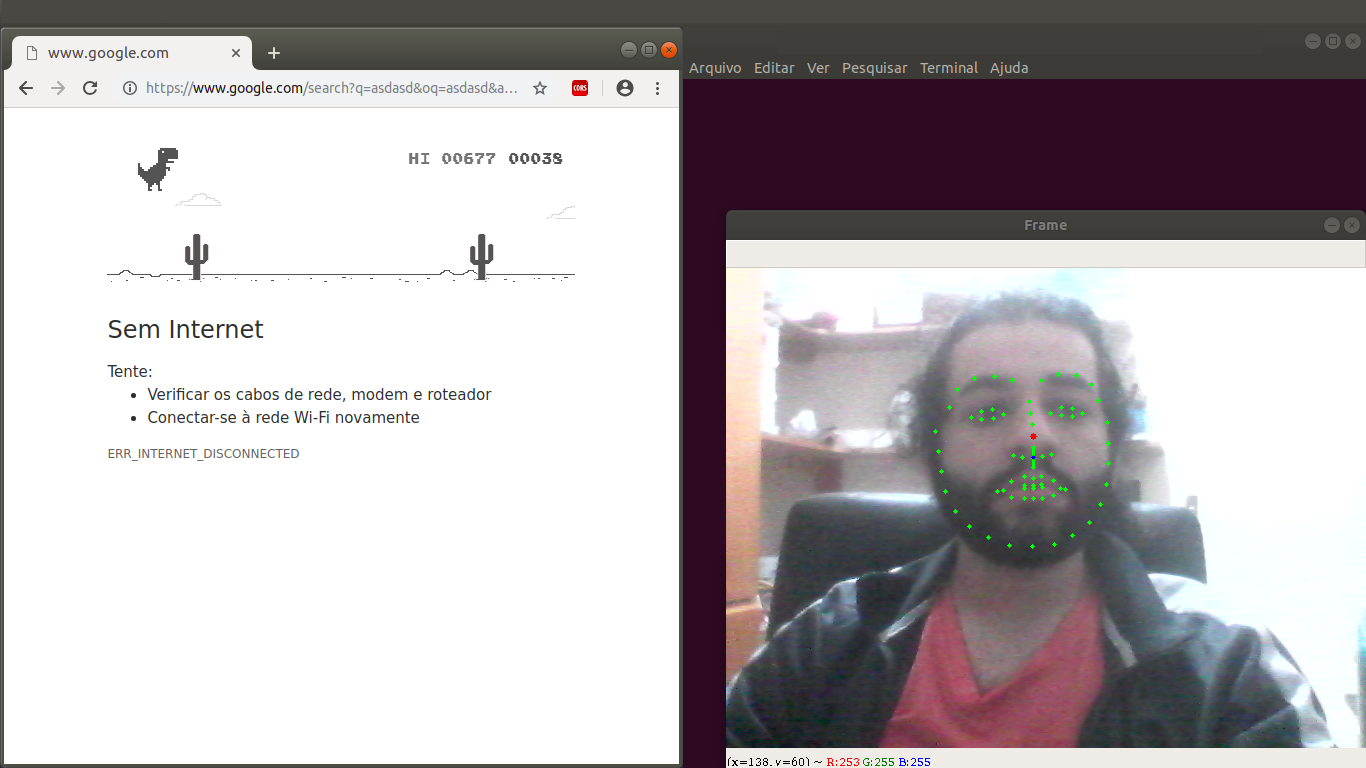 www.google.com
https://www.google.com/search?q=asdasd&oq=asdasd&a...
CORS
HI 00677 00038
Sem Internet
Tente:
Verificar os cabos de rede, modem e roteador
Conectar-se à rede Wi-Fi novamente
ERR_INTERNET_DISCONNECTED
Arquivo Editar Ver Pesquisar Terminal Ajuda
Frame
(x=138, y=60) ~ R:253 G:255 B:255